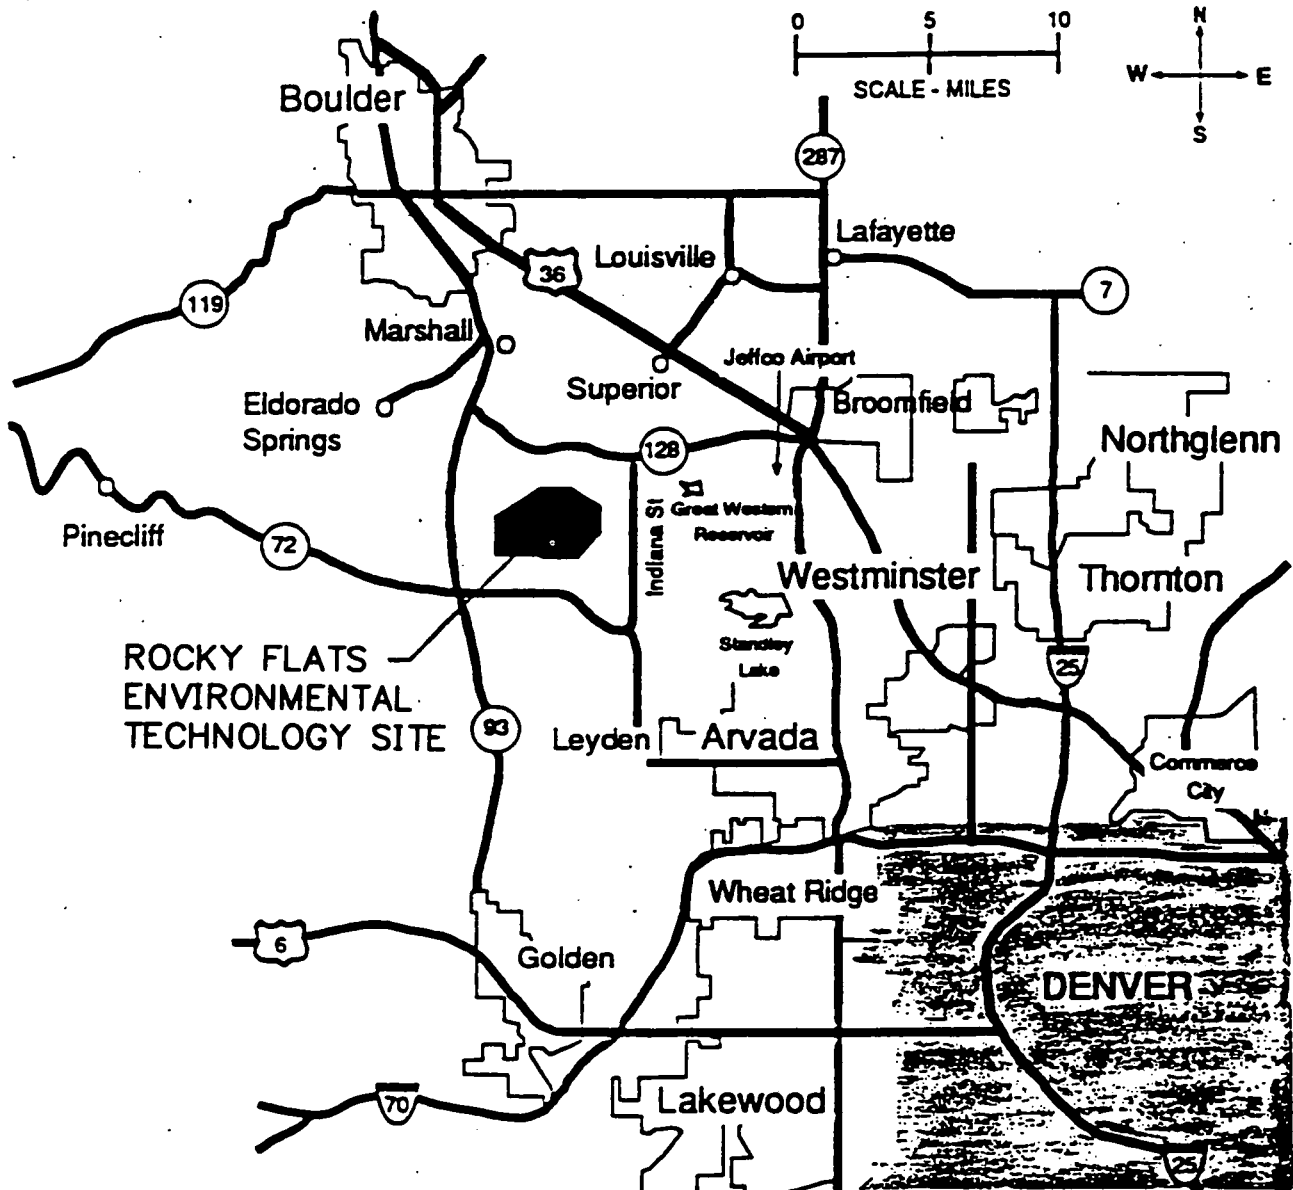 0 5 10
SCALE - MILES
N
W E
S
Boulder
287
Lafayette
Louisville
36
7
119
Marshall
Jeffco Airport
Superior
Eldorado
Springs
Broomfield
Northglenn
128
Indiana St
Great Western
Reservoir
Pinecliff
72
Westminster
Thornton
Standley
Lake
25
ROCKY FLATS
ENVIRONMENTAL
TECHNOLOGY SITE
93
Leyden
Arvada
Commerce
City
Wheat Ridge
6
Golden
DENVER
70
Lakewood
25